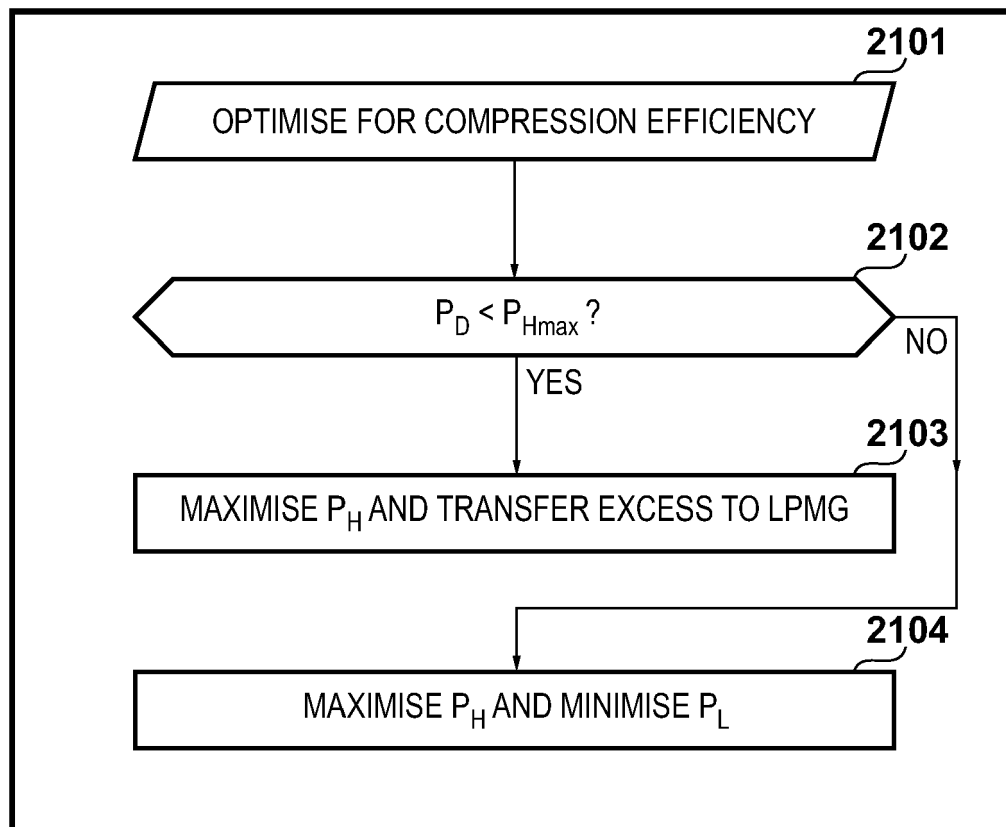 2101
OPTIMISE FOR COMPRESSION EFFICIENCY
2102
P_D < P_Hmax ?
NO
YES
2103
MAXIMISE P_H AND TRANSFER EXCESS TO LPMG
2104
MAXIMISE P_H AND MINIMISE P_L